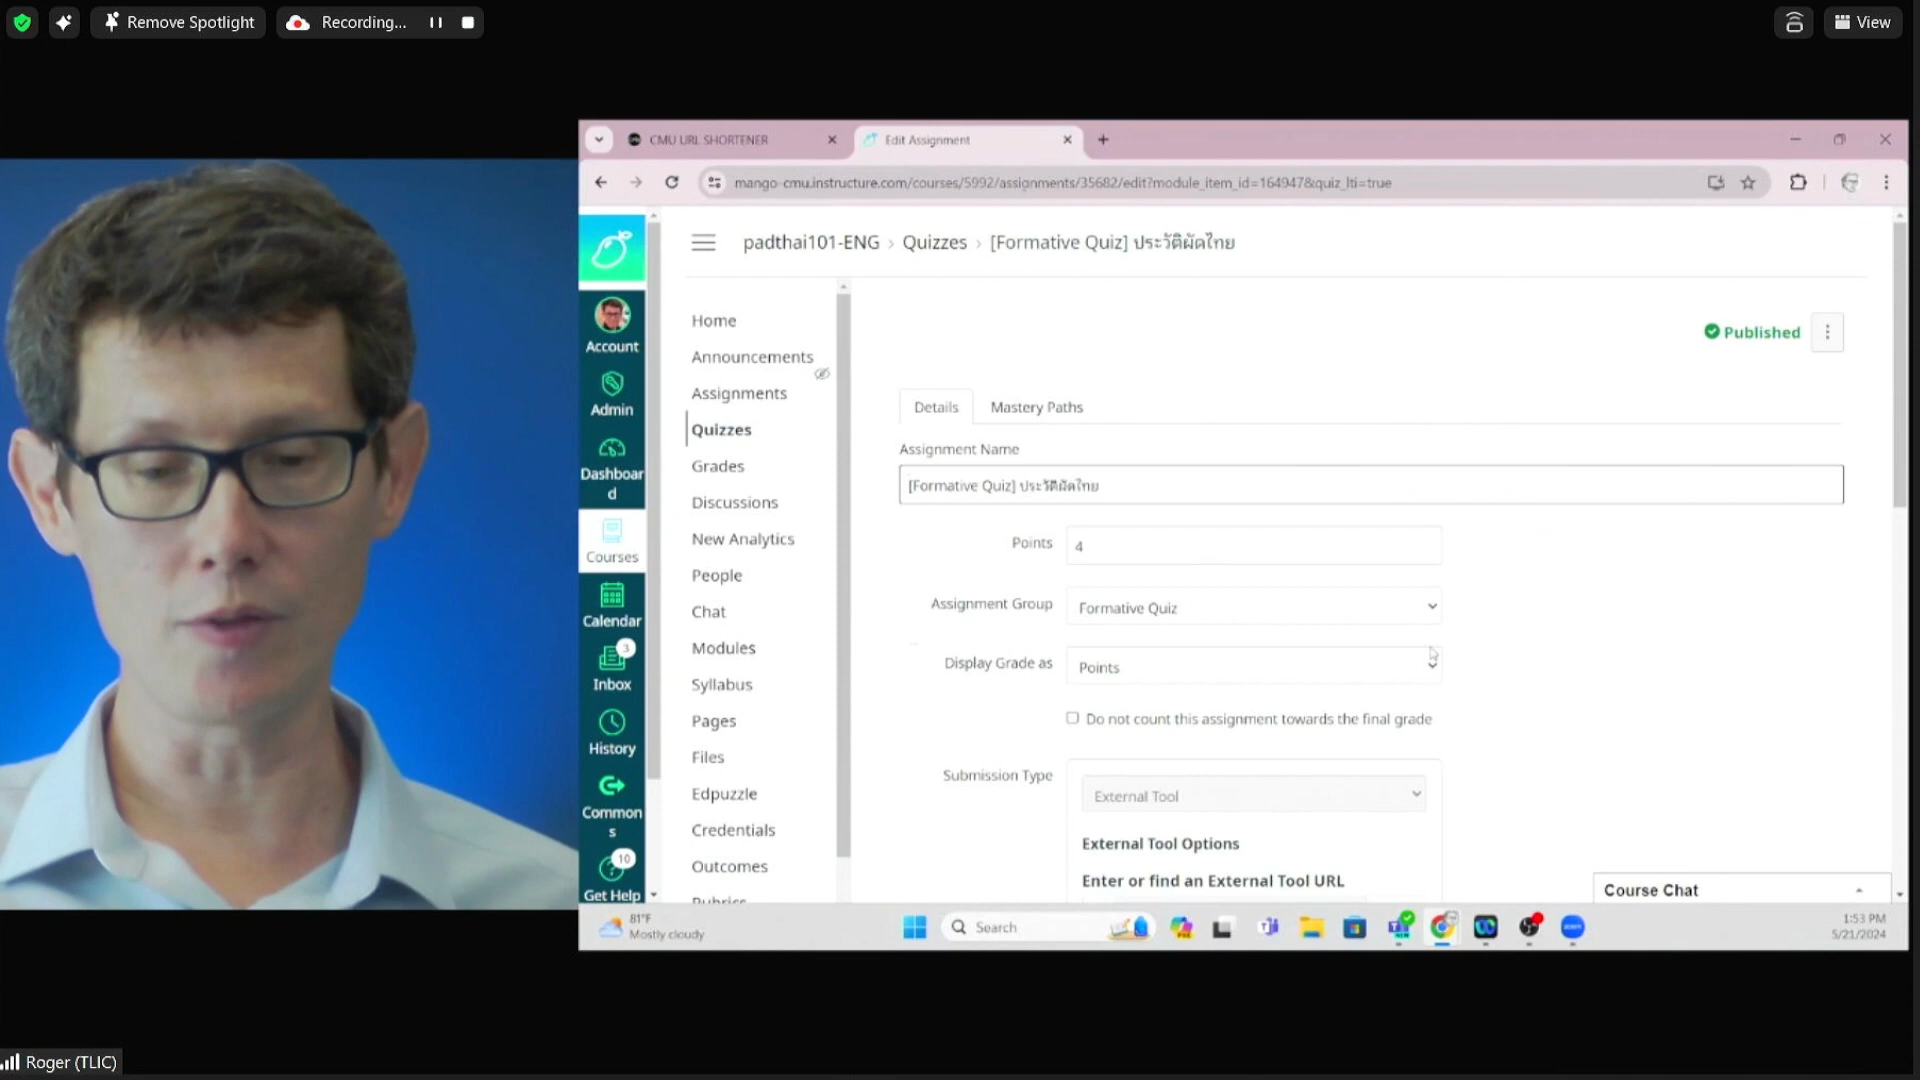 Remove Spotlight
Recording...
View
CMU URL SHORTENER
Edit Assignment
mango-cmu.instructure.com/courses/5992/assignments/35682/edit?module_item_id=164947&quiz_lti=true
padthai101-ENG › Quizzes › [Formative Quiz] ประวัติผัดไทย
Account
Admin
Dashboar
d
Courses
Calendar
3
Inbox
History
Common
s
10
Get Help
Home
Announcements
Assignments
Quizzes
Grades
Discussions
New Analytics
People
Chat
Modules
Syllabus
Pages
Files
Edpuzzle
Credentials
Outcomes
Rubrics
Published
Details
Mastery Paths
Assignment Name
[Formative Quiz] ประวัติผัดไทย
Points
4
Assignment Group
Formative Quiz
Display Grade as
Points
Do not count this assignment towards the final grade
Submission Type
External Tool
External Tool Options
Enter or find an External Tool URL
Course Chat
81°F
Mostly cloudy
Search
1:53 PM
5/21/2024
Roger (TLIC)